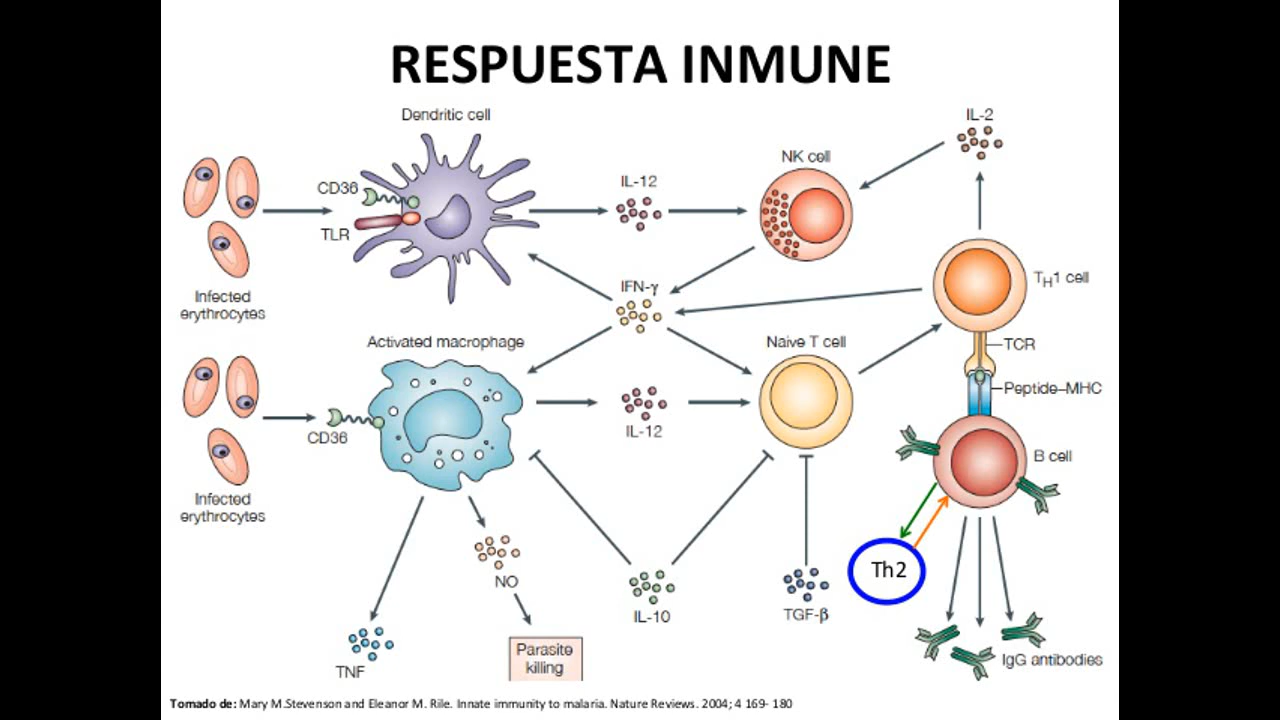 RESPUESTA INMUNE
Dendritic cell
IL-2
NK cell
IL-12
CD36
TLR
TH1 cell
IFN-γ
Infected
erythrocytes
Activated macrophage
Naive T cell
TCR
Peptide–MHC
IL-12
CD36
B cell
Infected
erythrocytes
Th2
NO
IL-10
TGF-β
Parasite
killing
TNF
IgG antibodies
Tomado de: Mary M.Stevenson and Eleanor M. Rile. Innate immunity to malaria. Nature Reviews. 2004; 4 169- 180